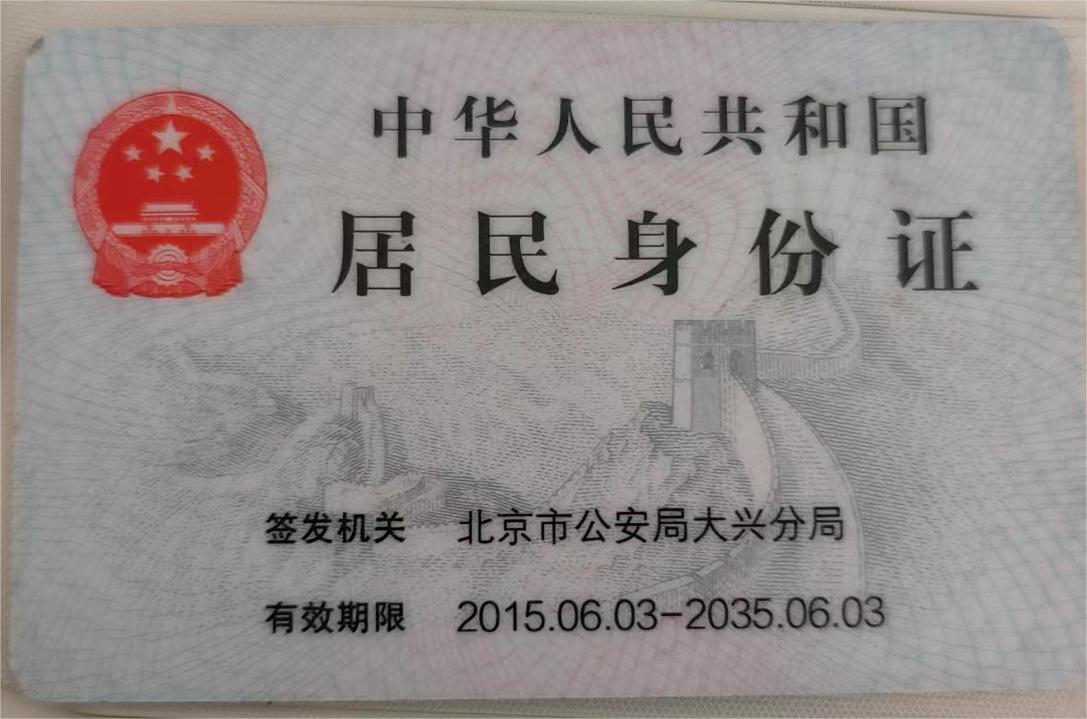 中华人民共和国
居民身份证
签发机关 北京市公安局大兴分局
有效期限 2015.06.03-2035.06.03